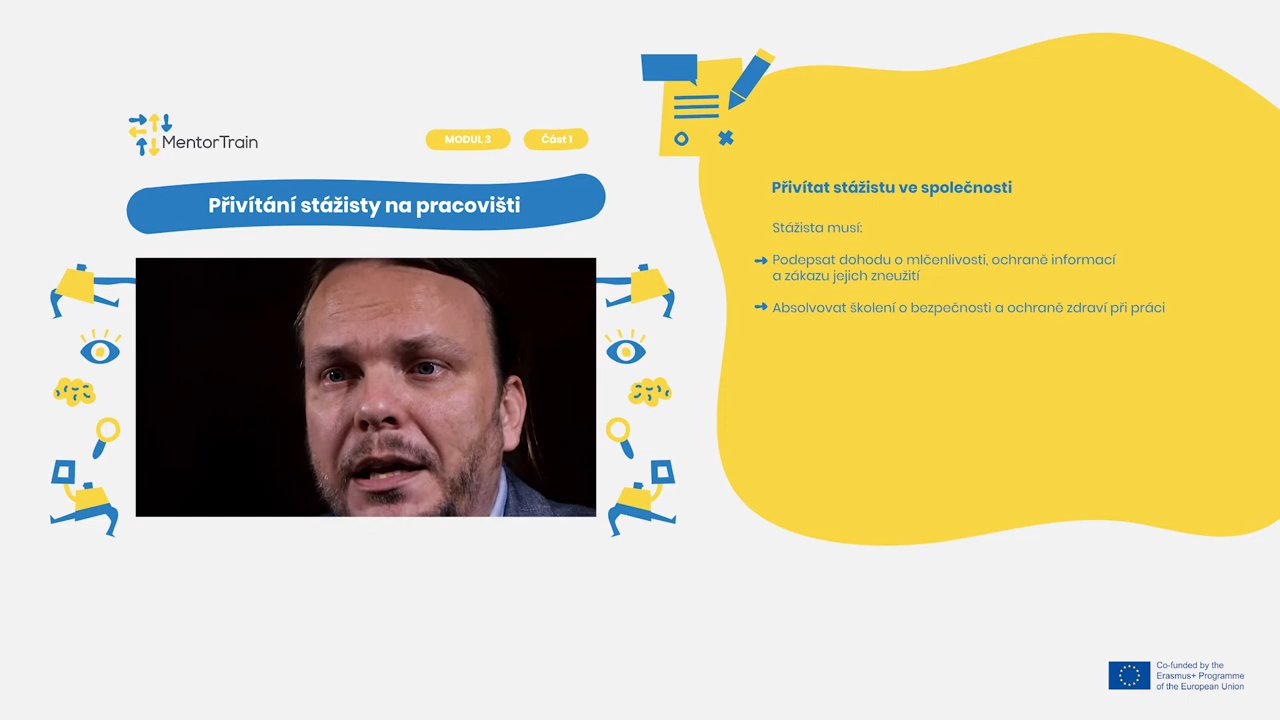 MentorTrain
MODUL 3
Část 1
Přivítání stážisty na pracovišti
Přivítat stážistu ve společnosti
Stážista musí:
Podepsat dohodu o mlčenlivosti, ochraně informací
a zákazu jejich zneužití
Absolvovat školení o bezpečnosti a ochraně zdraví při práci
Co-funded by the
Erasmus+ Programme
of the European Union